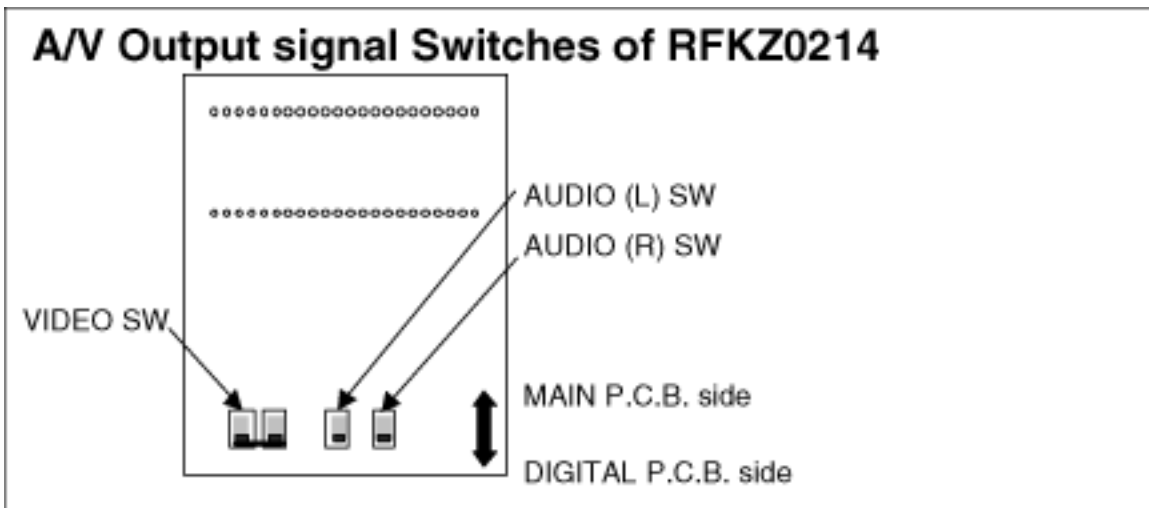 A/V Output signal Switches of RFKZ0214
AUDIO (L) SW
AUDIO (R) SW
VIDEO SW
MAIN P.C.B. side
DIGITAL P.C.B. side